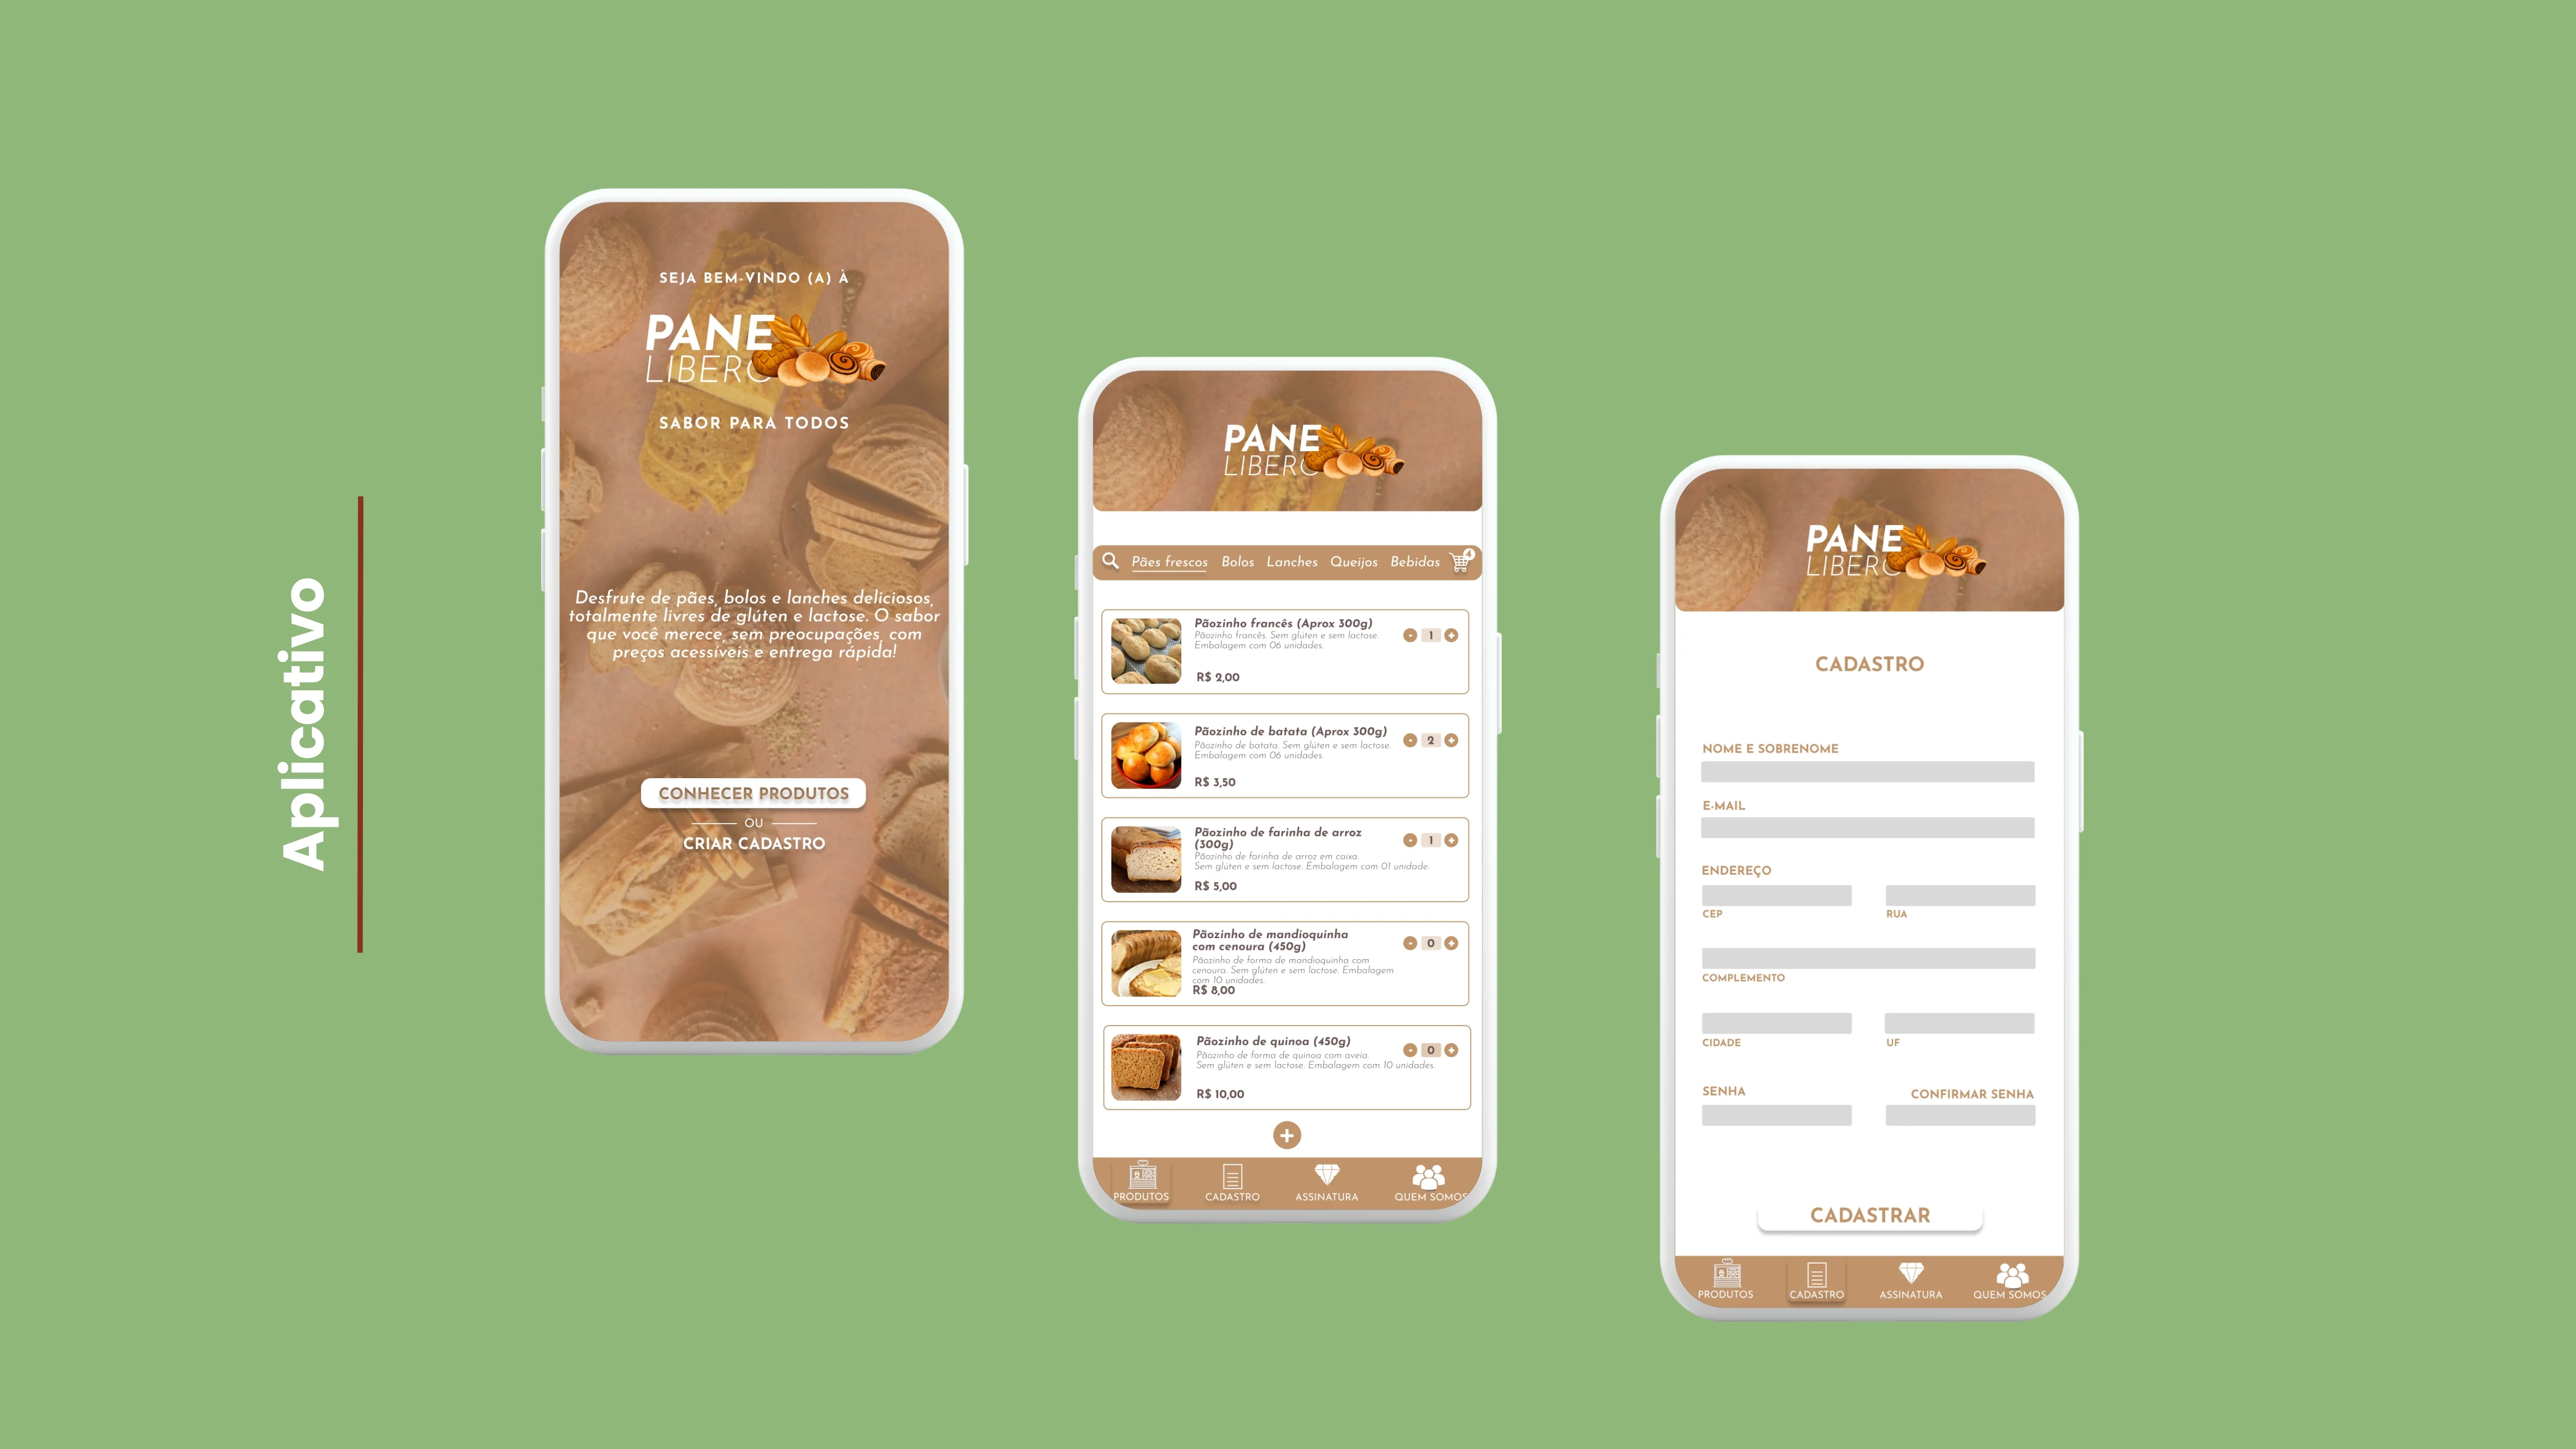 Aplicativo
SEJA BEM-VINDO (A) À
PANE
LIBERO
SABOR PARA TODOS
Desfrute de pães, bolos e lanches deliciosos,
totalmente livres de glúten e lactose. O sabor
que você merece, sem preocupações, com
preços acessíveis e entrega rápida!
CONHECER PRODUTOS
OU
CRIAR CADASTRO
PANE
LIBERO
Pães frescos Bolos Lanches Queijos Bebidas 4
Pãozinho francês (Aprox 300g)
Pãozinho francês. Sem glúten e sem lactose.
Embalagem com 06 unidades.
- 1 +
R$ 2,00
Pãozinho de batata (Aprox 300g)
Pãozinho de batata. Sem glúten e sem lactose.
Embalagem com 06 unidades.
- 2 +
R$ 3,50
Pãozinho de farinha de arroz
(300g)
Pãozinho de farinha de arroz em caixa.
Sem glúten e sem lactose. Embalagem com 01 unidade.
- 1 +
R$ 5,00
Pãozinho de mandioquinha
com cenoura (450g)
Pãozinho de forma de mandioquinha com
cenoura. Sem glúten e sem lactose. Embalagem
com 10 unidades.
- 0 +
R$ 8,00
Pãozinho de quinoa (450g)
Pãozinho de forma de quinoa com aveia.
Sem glúten e sem lactose. Embalagem com 10 unidades.
- 0 +
R$ 10,00
+
PRODUTOS CADASTRO ASSINATURA QUEM SOMOS
PANE
LIBERO
CADASTRO
NOME E SOBRENOME
E-MAIL
ENDEREÇO
CEP RUA
COMPLEMENTO
CIDADE UF
SENHA CONFIRMAR SENHA
CADASTRAR
PRODUTOS CADASTRO ASSINATURA QUEM SOMOS